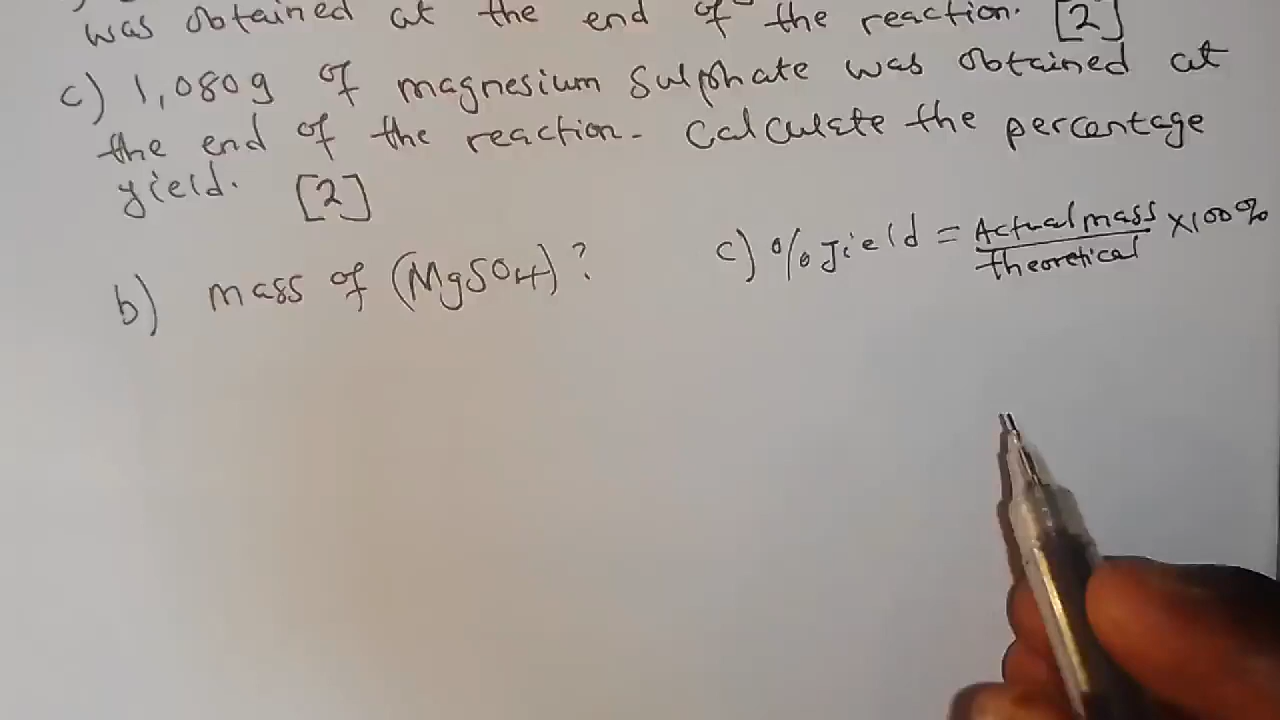 was obtained at the end of the reaction. [2]
c) 1,080g of magnesium sulphate was obtained at
the end of the reaction - calculate the percentage
yield. [2]
b) mass of (MgSO4)?
c) % yield = Actual mass / theoretical × 100%